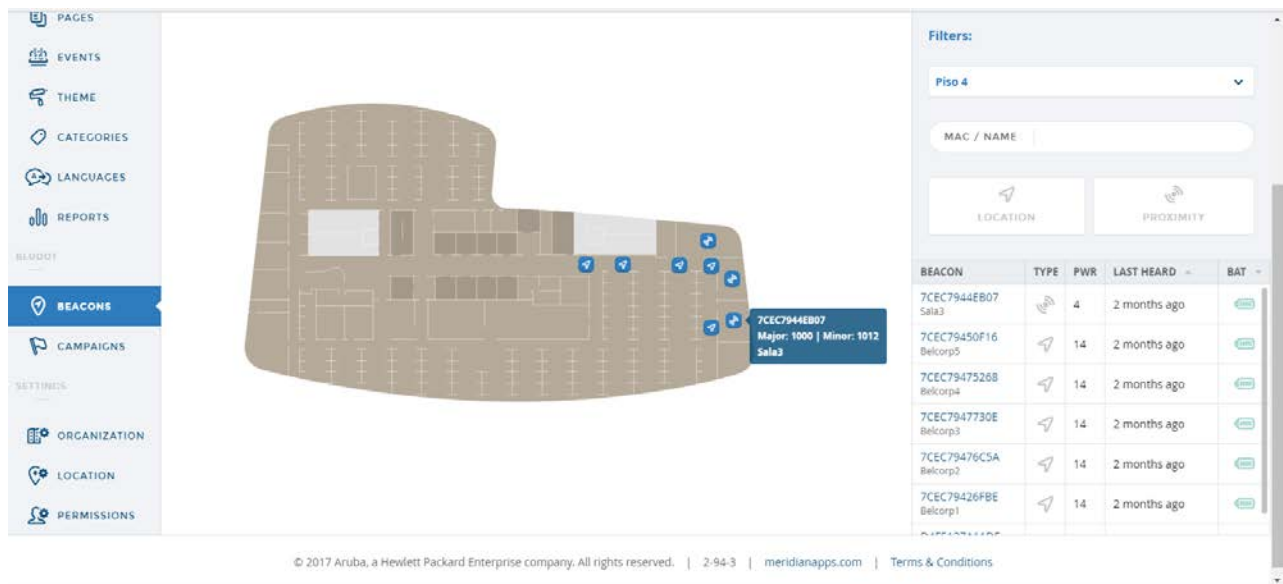 PAGES
EVENTS
THEME
CATEGORIES
LANGUAGES
REPORTS
BLUDOT
BEACONS
CAMPAIGNS
SETTINGS
ORGANIZATION
LOCATION
PERMISSIONS
7CEC7944EB07
Major: 1000 | Minor: 1012
Sala3
Filters:
Piso 4
MAC / NAME
LOCATION PROXIMITY
BEACON TYPE PWR LAST HEARD BAT
7CEC7944EB07 4 2 months ago
Sala3
7CEC79450F16 14 2 months ago
Belcorp5
7CEC79475268 14 2 months ago
Belcorp4
7CEC7947730E 14 2 months ago
Belcorp3
7CEC79476C5A 14 2 months ago
Belcorp2
7CEC79426FBE 14 2 months ago
Belcorp1
© 2017 Aruba, a Hewlett Packard Enterprise company. All rights reserved. | 2-94-3 | meridianapps.com | Terms & Conditions